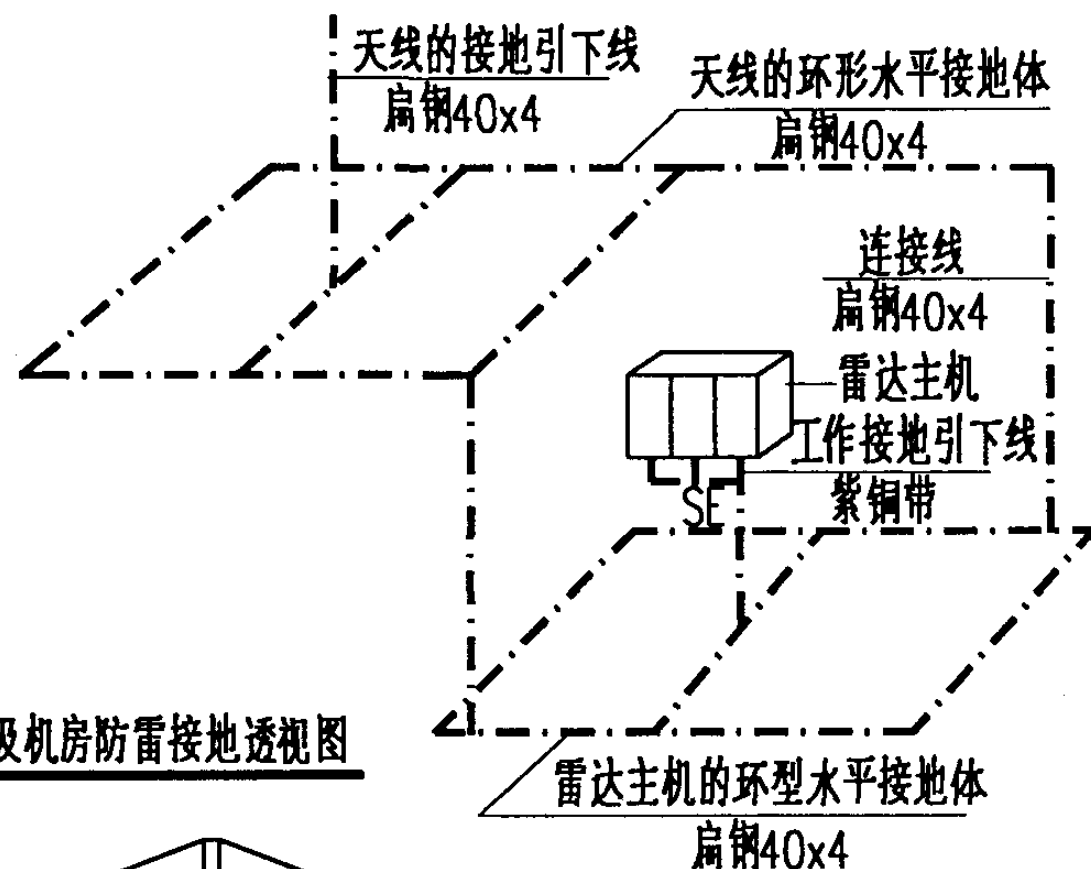 天线的接地引下线
扁钢40x4
天线的环形水平接地体
扁钢40x4
连接线
扁钢40x4
雷达主机
工作接地引下线
紫铜带
SE
及机房防雷接地透视图
雷达主机的环型水平接地体
扁钢40x4